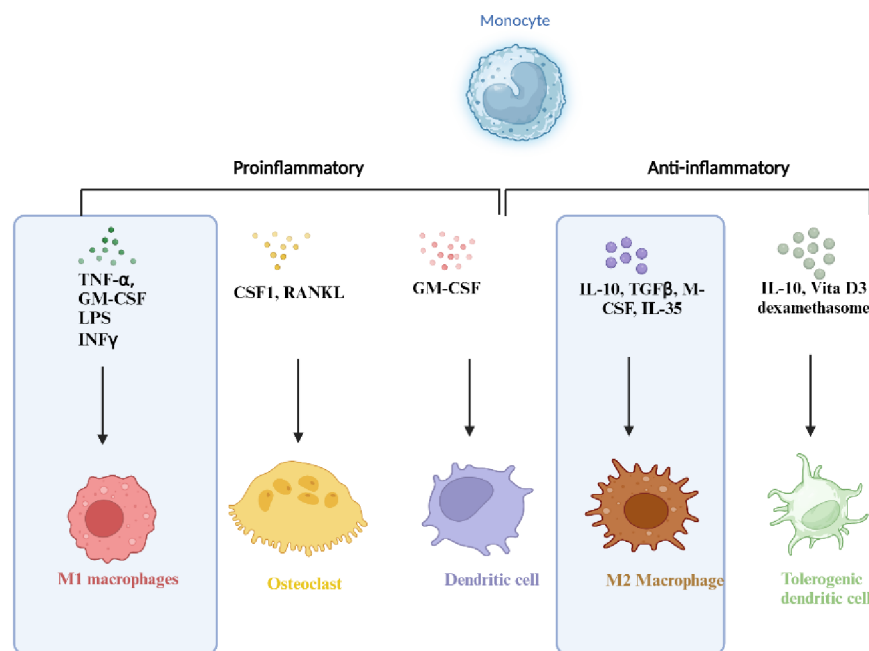 Monocyte
Proinflammatory
Anti-inflammatory
TNF-α,
GM-CSF
LPS
INFγ
CSF1, RANKL
GM-CSF
IL-10, TGFβ, M-
CSF, IL-35
IL-10, Vita D3
dexamethasome
M1 macrophages
Osteoclast
Dendritic cell
M2 Macrophage
Tolerogenic
dendritic cell